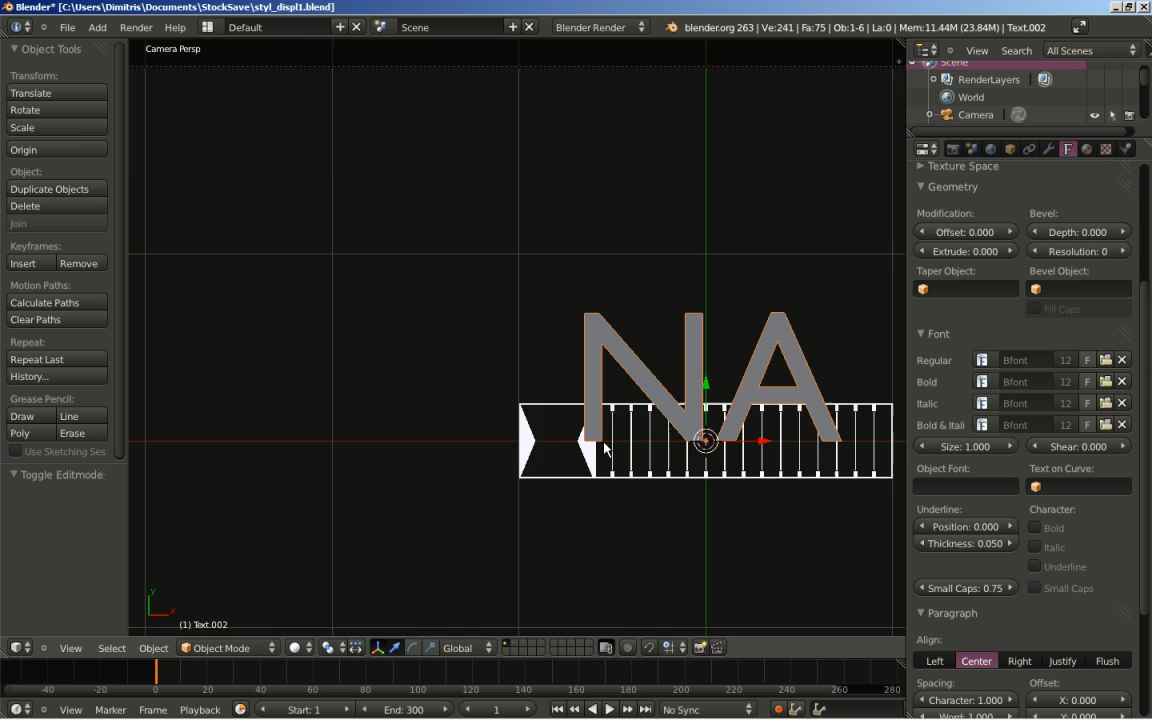 Blender* [C:\Users\Dimitris\Documents\StockSave\styl_displ1.blend]
File Add Render Help Default Scene Blender Render blender.org 263 | Ve:241 | Fa:75 | Ob:1-6 | La:0 | Mem:11.44M (23.84M) | Text.002
Object Tools
Camera Persp
View Search All Scenes
Scene
RenderLayers
World
Camera
Transform:
Translate
Rotate
Scale
Origin
Object:
Duplicate Objects
Delete
Join
Keyframes:
Insert Remove
Motion Paths:
Calculate Paths
Clear Paths
Repeat:
Repeat Last
History...
Grease Pencil:
Draw Line
Poly Erase
Use Sketching Ses
Toggle Editmode
NA
y
x
(1) Text.002
Texture Space
Geometry
Modification: Bevel:
Offset: 0.000 Depth: 0.000
Extrude: 0.000 Resolution: 0
Taper Object: Bevel Object:
Fill Caps
Font
Regular F Bfont 12 F
Bold F Bfont 12 F
Italic F Bfont 12 F
Bold & Itali F Bfont 12 F
Size: 1.000 Shear: 0.000
Object Font: Text on Curve:
Underline: Character:
Position: 0.000 Bold
Thickness: 0.050 Italic
Underline
Small Caps: 0.75 Small Caps
Paragraph
Align:
Left Center Right Justify Flush
Spacing: Offset:
Character: 1.000 X: 0.000
Word: 1.000 Y: 0.000
View Select Object Object Mode Global
-40 -20 0 20 40 60 80 100 120 140 160 180 200 220 240 260 280
View Marker Frame Playback Start: 1 End: 300 1 No Sync